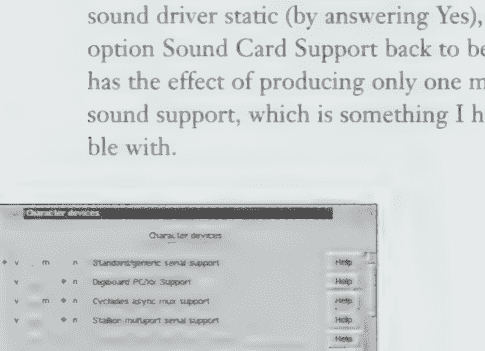 sound driver static (by answering Yes),
option Sound Card Support back to be
has the effect of producing only one m
sound support, which is something I h
ble with.
Character devices
Character devices
y m n Standard/generic serial support Help
y n Digiboard PC/Xx Support Help
y m n Cyclades async mux support Help
y n Stallion multiport serial support Help
Help